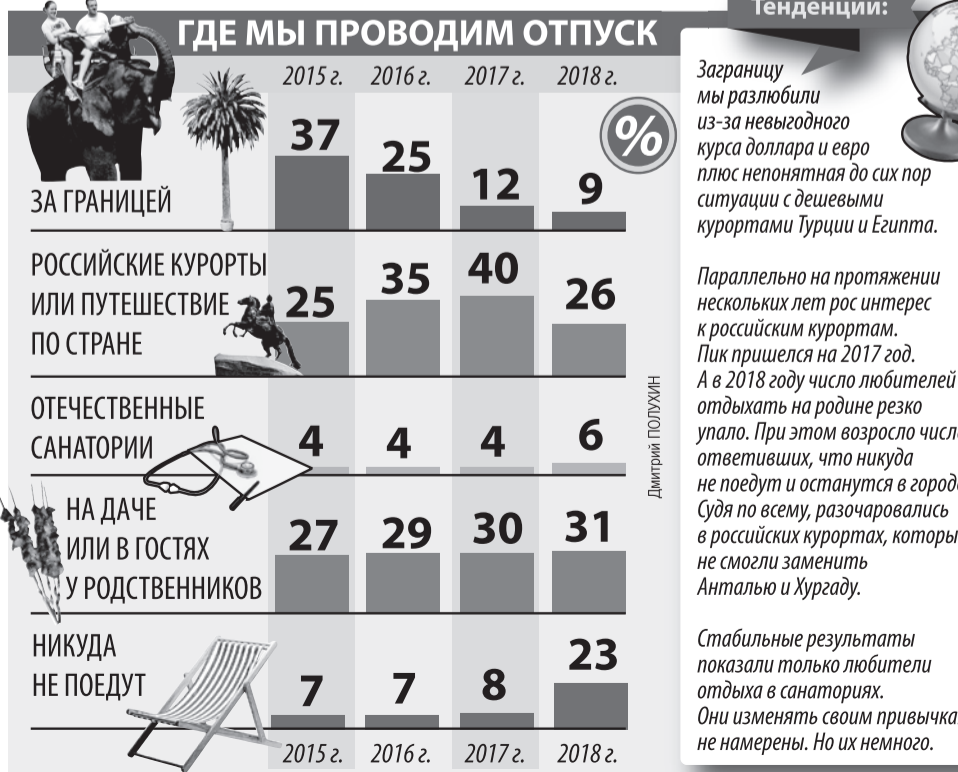 ГДЕ МЫ ПРОВОДИМ ОТПУСК
2015 г. 2016 г. 2017 г. 2018 г.
%
ЗА ГРАНИЦЕЙ
37 25 12 9
РОССИЙСКИЕ КУРОРТЫ
ИЛИ ПУТЕШЕСТВИЕ
ПО СТРАНЕ
25 35 40 26
ОТЕЧЕСТВЕННЫЕ
САНАТОРИИ
4 4 4 6
НА ДАЧЕ
ИЛИ В ГОСТЯХ
У РОДСТВЕННИКОВ
27 29 30 31
НИКУДА
НЕ ПОЕДУТ
7 7 8 23
2015 г. 2016 г. 2017 г. 2018 г.
Дмитрий ПОЛУХИН
Тенденции:
Заграницу
мы разлюбили
из-за невыгодного
курса доллара и евро
плюс непонятная до сих пор
ситуации с дешевыми
курортами Турции и Египта.
Параллельно на протяжении
нескольких лет рос интерес
к российским курортам.
Пик пришелся на 2017 год.
А в 2018 году число любителей
отдыхать на родине резко
упало. При этом возросло числ
ответивших, что никуда
не поедут и останутся в город
Судя по всему, разочаровались
в российских курортах, которы
не смогли заменить
Анталью и Хургаду.
Стабильные результаты
показали только любители
отдыха в санаториях.
Они изменять своим привычка
не намерены. Но их немного.